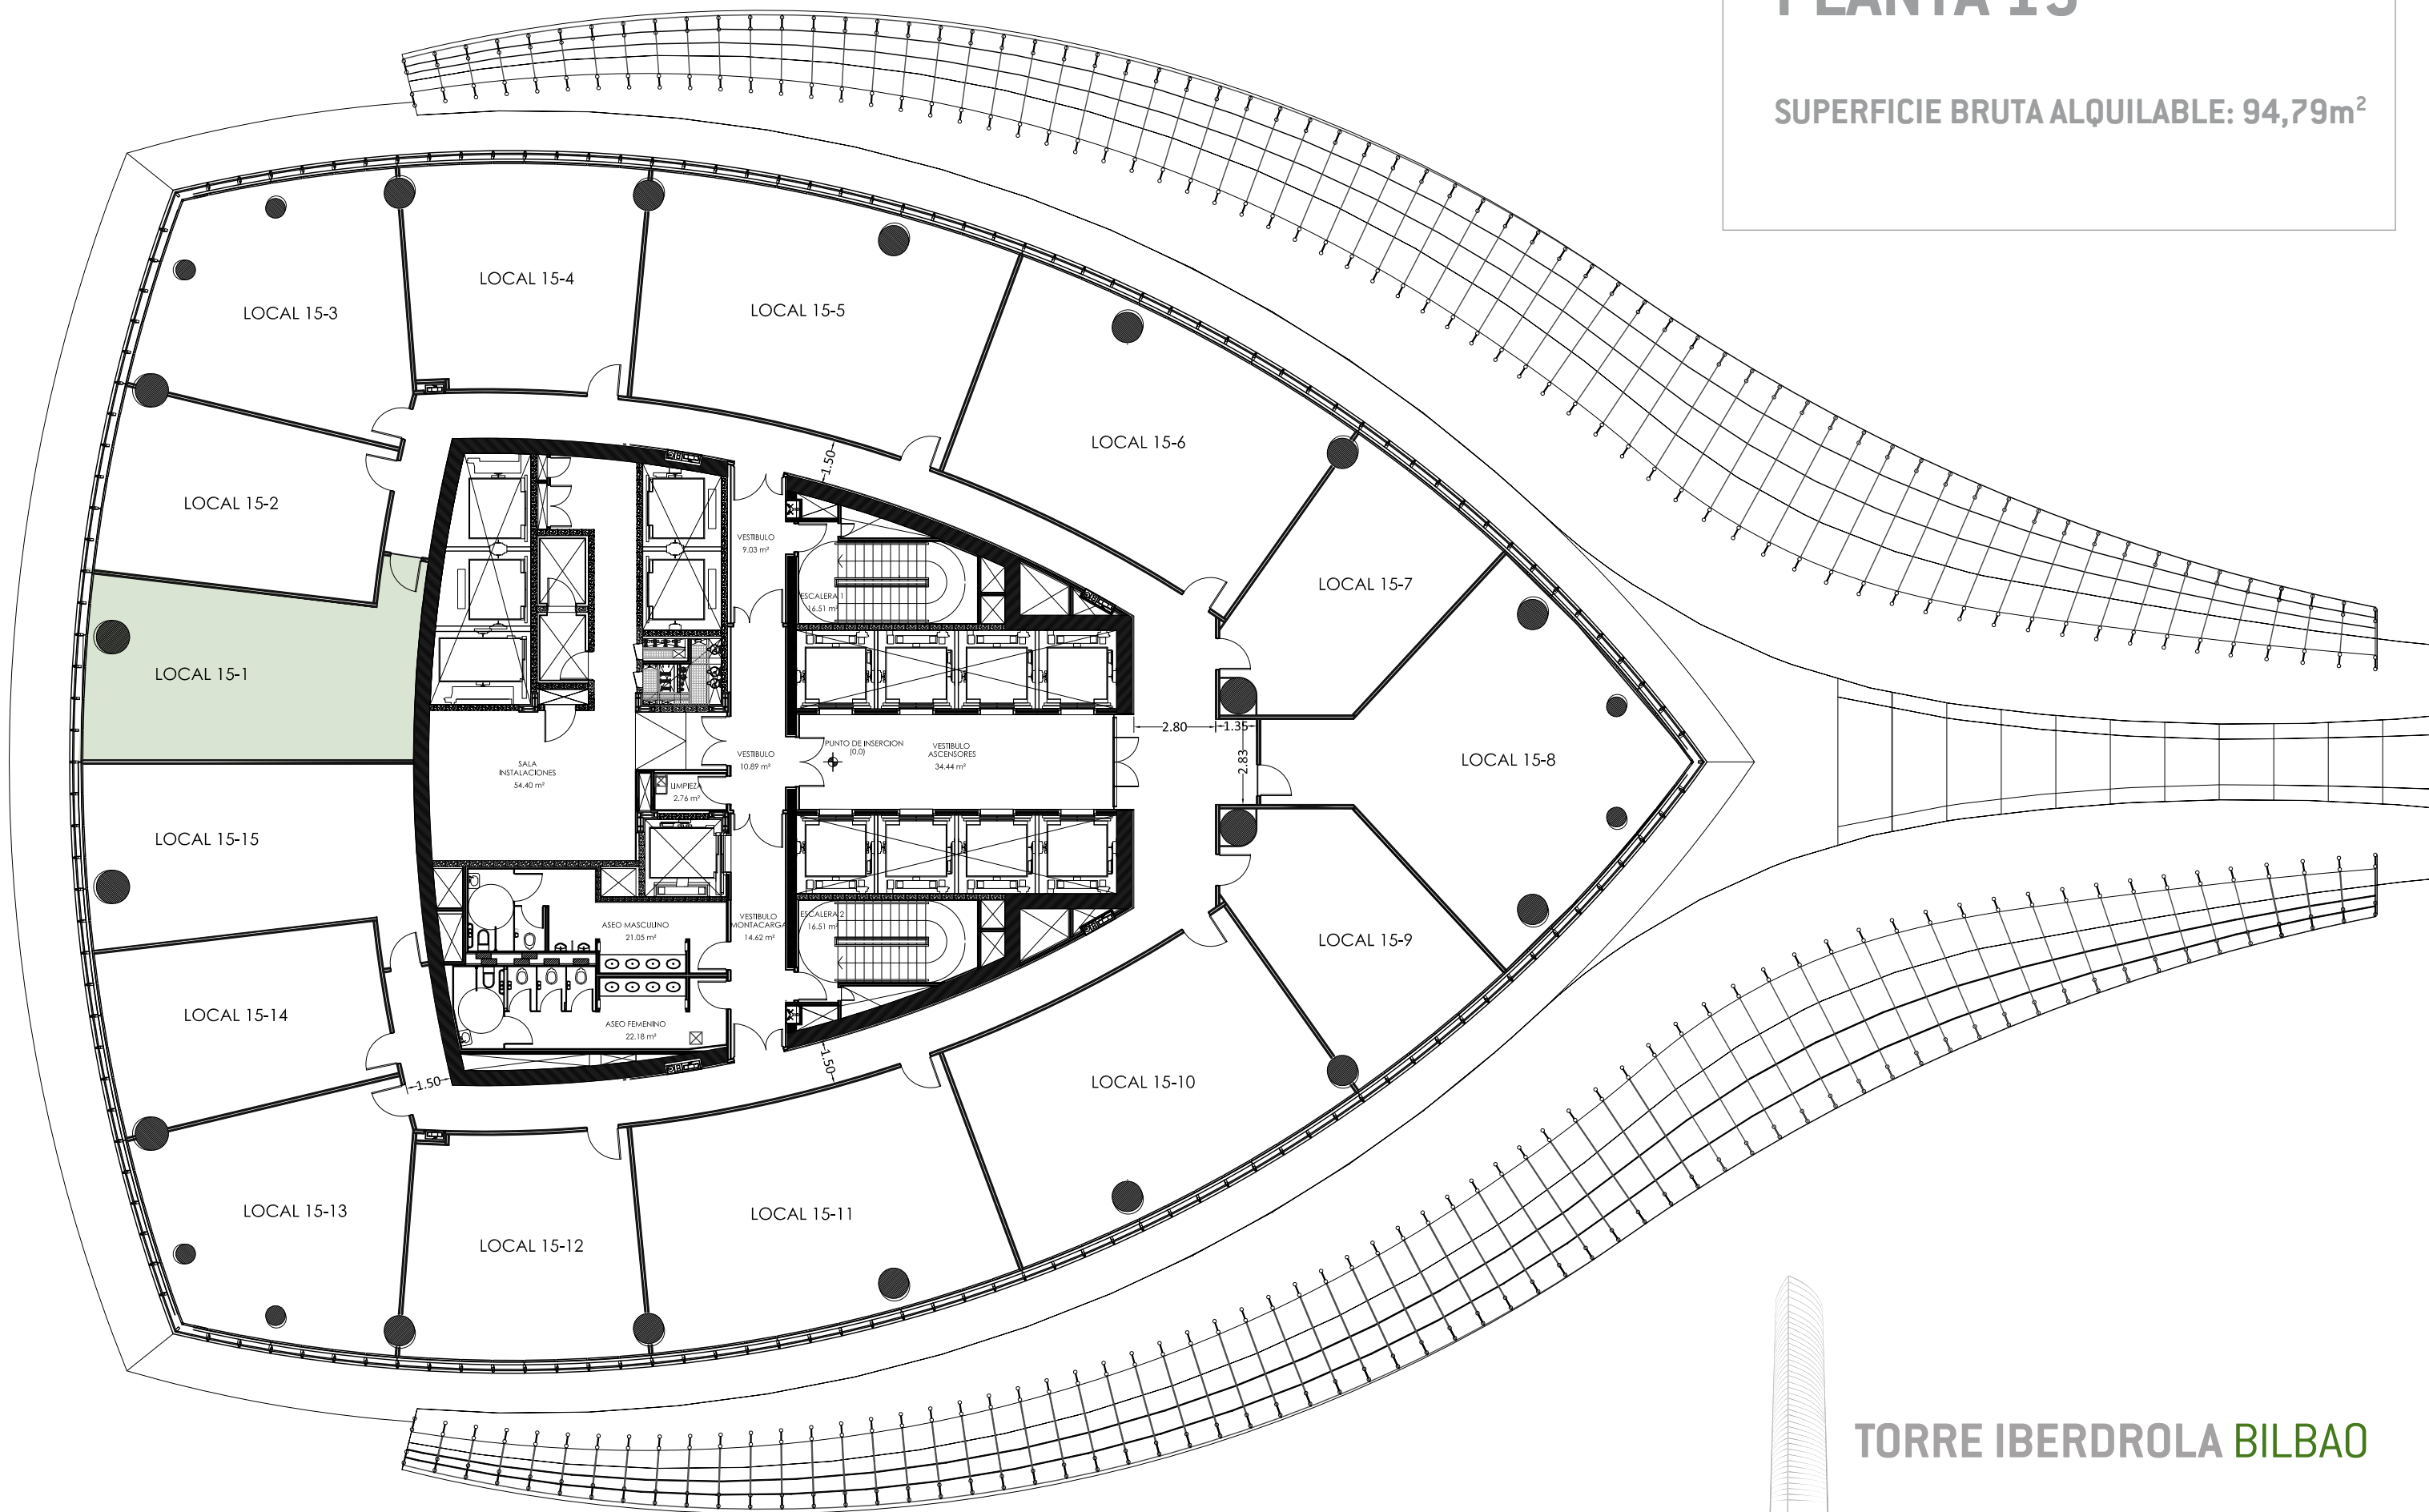 PLANTA 15
SUPERFICIE BRUTA ALQUILABLE: 94,79m²
LOCAL 15-3
LOCAL 15-4
LOCAL 15-5
LOCAL 15-6
LOCAL 15-7
LOCAL 15-2
LOCAL 15-1
LOCAL 15-8
LOCAL 15-15
LOCAL 15-14
LOCAL 15-9
LOCAL 15-13
LOCAL 15-12
LOCAL 15-11
LOCAL 15-10
1.50
VESTIBULO
9.03 m²
ESCALERA 1
16.51 m²
2.80
1.35
2.83
PUNTO DE INSERCION
(0.0)
VESTIBULO
ASCENSORES
34.44 m²
VESTIBULO
10.89 m²
SALA
INSTALACIONES
54.40 m²
LIMPIEZA
2.76 m²
ASEO MASCULINO
21.05 m²
VESTIBULO
MONTACARGA
14.62 m²
ESCALERA 2
16.51 m²
ASEO FEMENINO
22.18 m²
1.50
1.50
TORRE IBERDROLA BILBAO